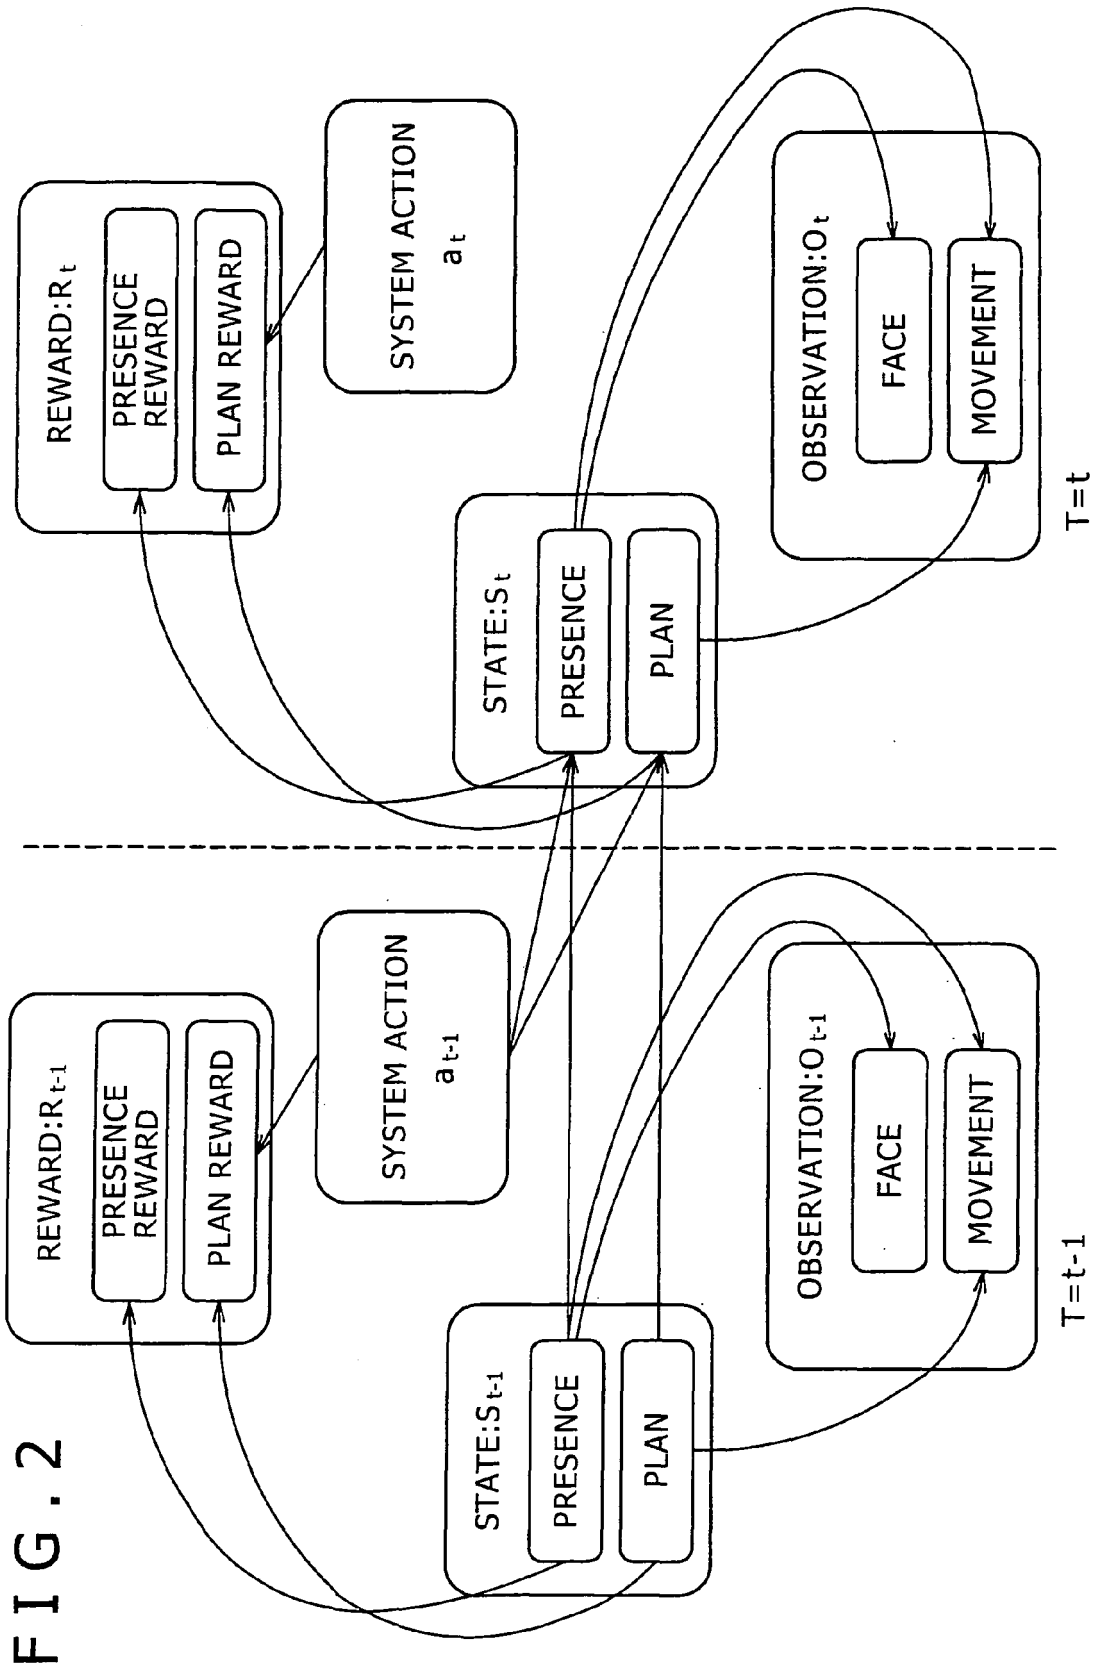 FIG. 2
REWARD:Rt-1
PRESENCE
REWARD
PLAN REWARD
SYSTEM ACTION
at-1
STATE:St-1
PRESENCE
PLAN
OBSERVATION:Ot-1
FACE
MOVEMENT
T=t-1
REWARD:Rt
PRESENCE
REWARD
PLAN REWARD
SYSTEM ACTION
at
STATE:St
PRESENCE
PLAN
OBSERVATION:Ot
FACE
MOVEMENT
T=t